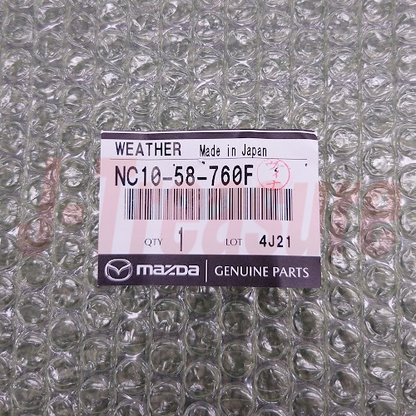 WEATHER Made in Japan
NC10-58-760F
QTY 1 LOT 4J21
mazda GENUINE PARTS